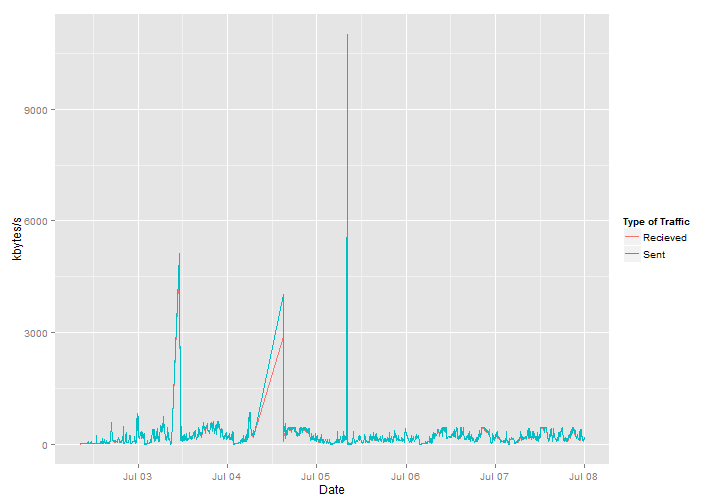 9000
6000
3000
0
kbytes/s
Jul 03
Jul 04
Jul 05
Jul 06
Jul 07
Jul 08
Date
Type of Traffic
Recieved
Sent